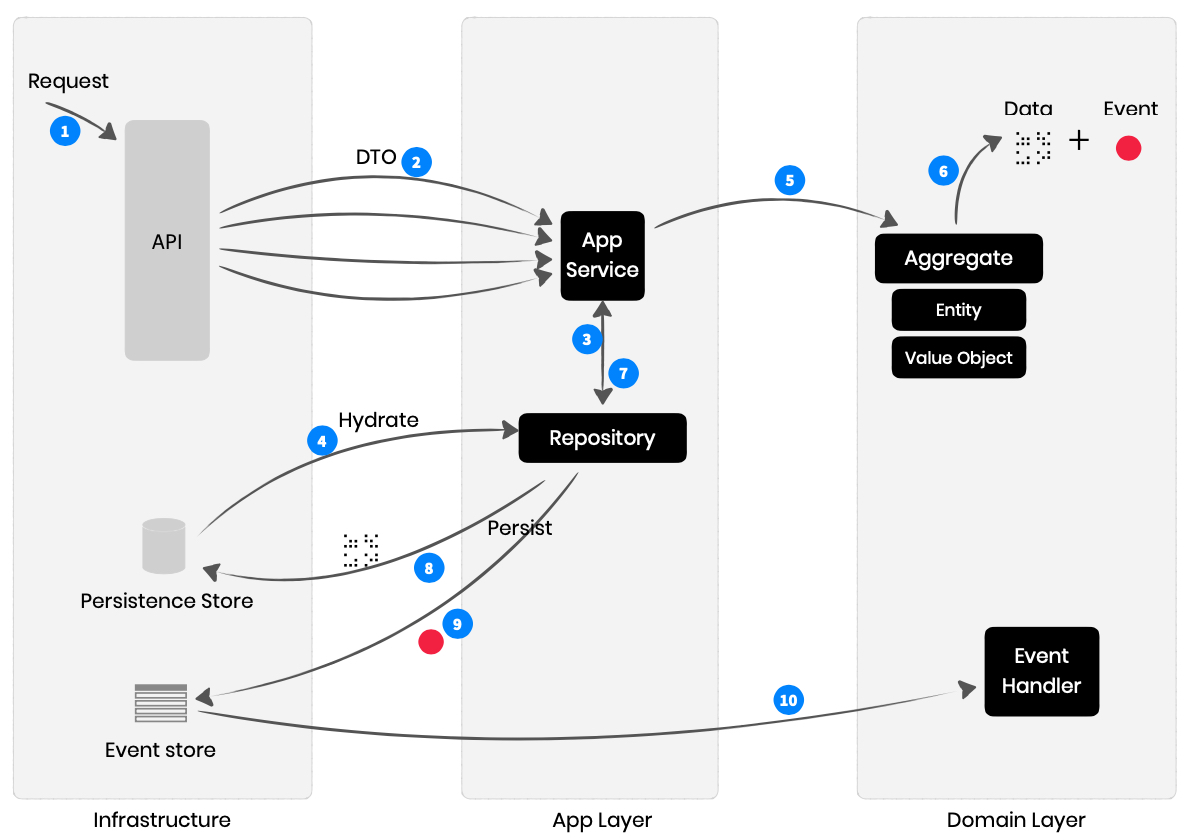 Request
1
API
DTO
2
App
Service
3
7
Hydrate
4
Repository
Persist
8
Persistence Store
9
Event store
5
6
Data
+
Event
Aggregate
Entity
Value Object
10
Event
Handler
Infrastructure
App Layer
Domain Layer